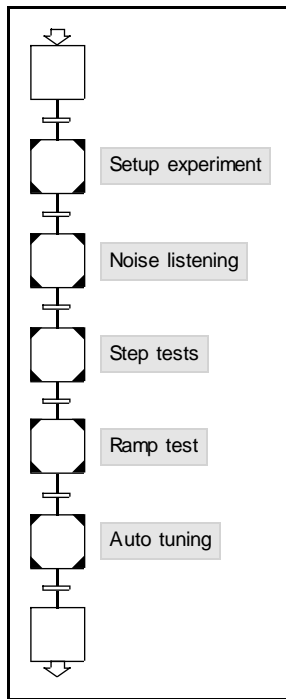 Setup experiment
Noise listening
Step tests
Ramp test
Auto tuning